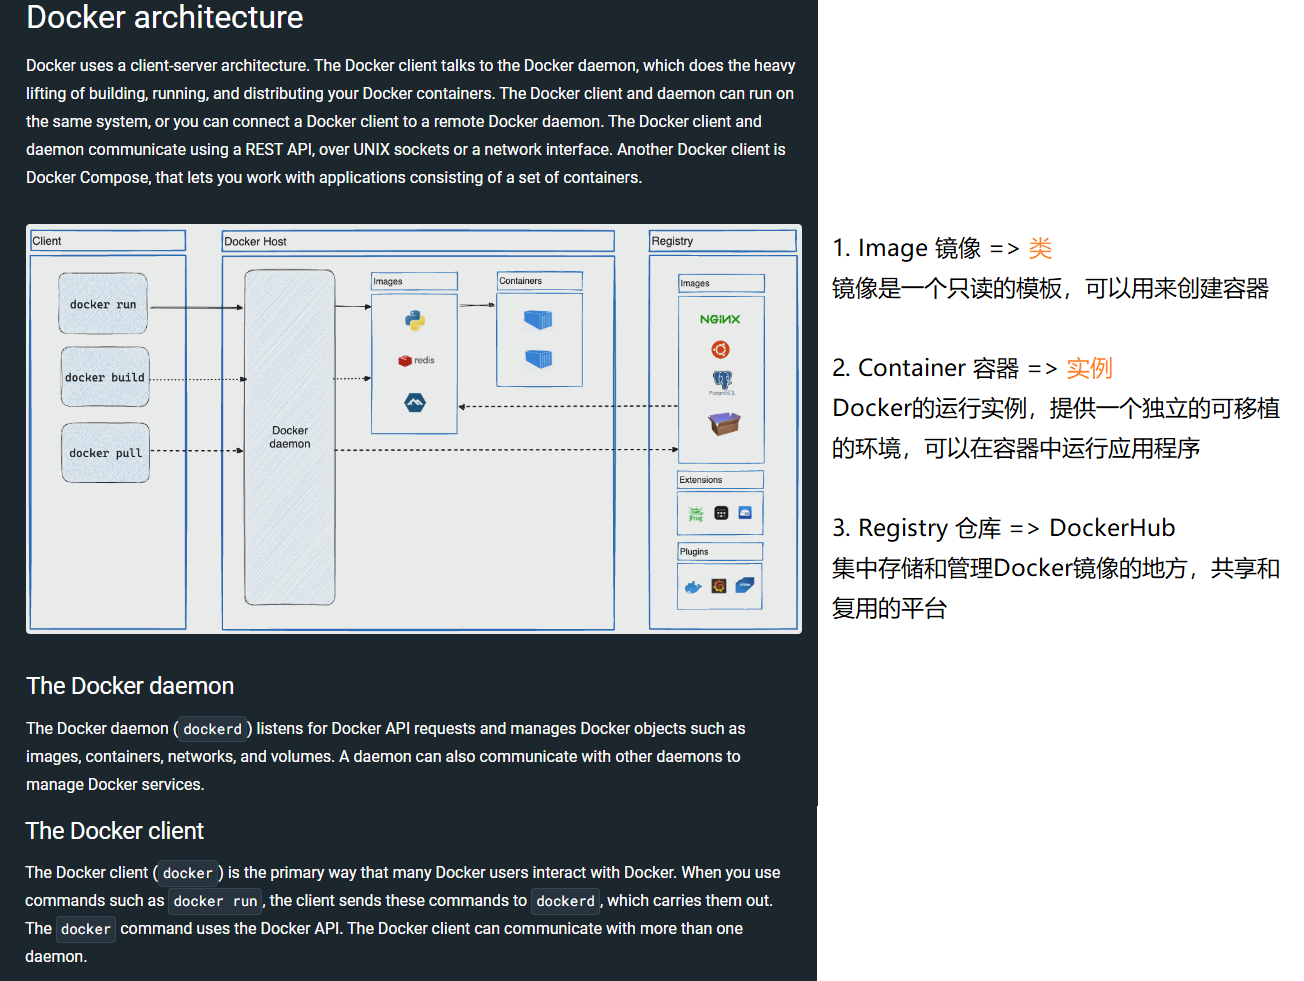 Docker architecture
Docker uses a client-server architecture. The Docker client talks to the Docker daemon, which does the heavy
lifting of building, running, and distributing your Docker containers. The Docker client and daemon can run on
the same system, or you can connect a Docker client to a remote Docker daemon. The Docker client and
daemon communicate using a REST API, over UNIX sockets or a network interface. Another Docker client is
Docker Compose, that lets you work with applications consisting of a set of containers.
Client
docker run
docker build
docker pull
Docker Host
Docker
daemon
Images
redis
Containers
Registry
Images
NGiNX
PostgreSQL
Extensions
JFrog
Plugins
The Docker daemon
The Docker daemon (dockerd) listens for Docker API requests and manages Docker objects such as
images, containers, networks, and volumes. A daemon can also communicate with other daemons to
manage Docker services.
The Docker client
The Docker client (docker) is the primary way that many Docker users interact with Docker. When you use
commands such as docker run, the client sends these commands to dockerd, which carries them out.
The docker command uses the Docker API. The Docker client can communicate with more than one
daemon.
1. Image 镜像 => 类
镜像是一个只读的模板，可以用来创建容器
2. Container 容器 => 实例
Docker的运行实例，提供一个独立的可移植
的环境，可以在容器中运行应用程序
3. Registry 仓库 => DockerHub
集中存储和管理Docker镜像的地方，共享和
复用的平台